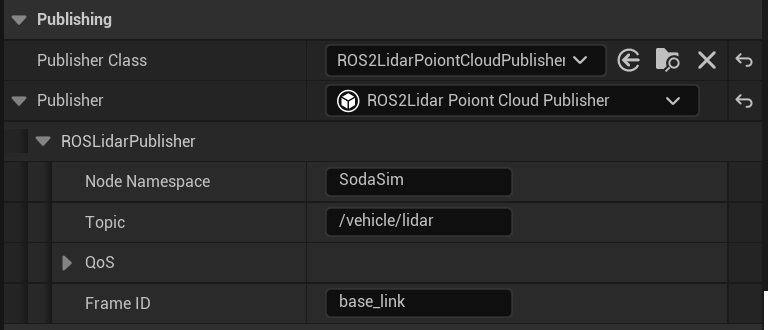 Publishing
Publisher Class ROS2LidarPoiontCloudPublisher
Publisher ROS2Lidar Poiont Cloud Publisher
ROSLidarPublisher
Node Namespace SodaSim
Topic /vehicle/lidar
QoS
Frame ID base_link